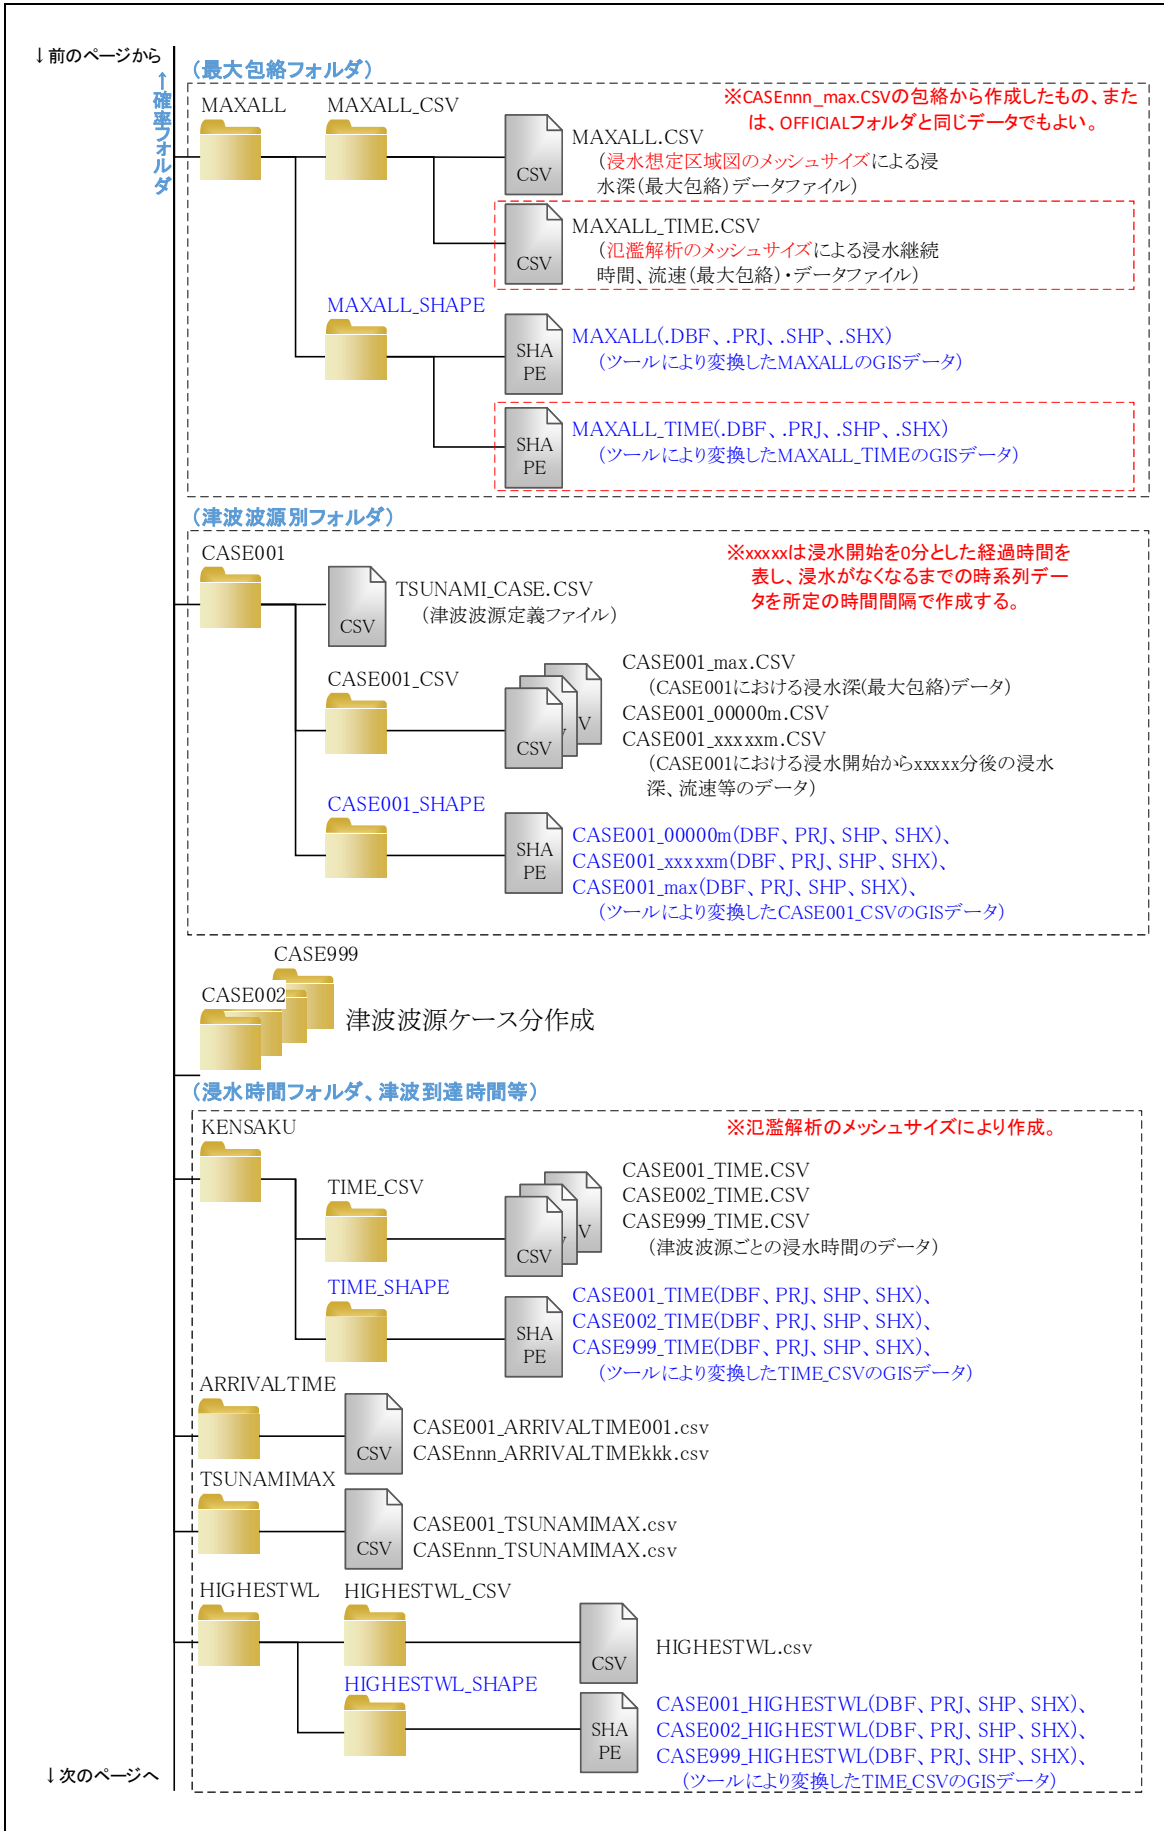 ↓前のページから
↑確率フォルダ
（最大包絡フォルダ）
MAXALL
MAXALL_CSV
※CASEnnn_max.CSVの包絡から作成したもの、また
は、OFFICIALフォルダと同じデータでもよい。
CSV
MAXALL.CSV
（浸水想定区域図のメッシュサイズによる浸
水深(最大包絡)データファイル）
CSV
MAXALL_TIME.CSV
（氾濫解析のメッシュサイズによる浸水継続
時間、流速(最大包絡)・データファイル）
MAXALL_SHAPE
SHA
PE
MAXALL(.DBF、.PRJ、.SHP、.SHX)
（ツールにより変換したMAXALLのGISデータ）
SHA
PE
MAXALL_TIME(.DBF、.PRJ、.SHP、.SHX)
（ツールにより変換したMAXALL_TIMEのGISデータ）
（津波波源別フォルダ）
CASE001
※xxxxxは浸水開始を0分とした経過時間を
表し、浸水がなくなるまでの時系列デー
タを所定の時間間隔で作成する。
CSV
TSUNAMI_CASE.CSV
（津波波源定義ファイル）
CASE001_CSV
CSV
V
CASE001_max.CSV
（CASE001における浸水深(最大包絡)データ）
CASE001_00000m.CSV
CASE001_xxxxxm.CSV
（CASE001における浸水開始からxxxxx分後の浸水
深、流速等のデータ）
CASE001_SHAPE
SHA
PE
CASE001_00000m(DBF、PRJ、SHP、SHX)、
CASE001_xxxxxm(DBF、PRJ、SHP、SHX)、
CASE001_max(DBF、PRJ、SHP、SHX)、
（ツールにより変換したCASE001_CSVのGISデータ）
CASE999
CASE002
津波波源ケース分作成
（浸水時間フォルダ、津波到達時間等）
KENSAKU
※氾濫解析のメッシュサイズにより作成。
TIME_CSV
CSV
V
CASE001_TIME.CSV
CASE002_TIME.CSV
CASE999_TIME.CSV
（津波波源ごとの浸水時間のデータ）
TIME_SHAPE
SHA
PE
CASE001_TIME(DBF、PRJ、SHP、SHX)、
CASE002_TIME(DBF、PRJ、SHP、SHX)、
CASE999_TIME(DBF、PRJ、SHP、SHX)、
（ツールにより変換したTIME_CSVのGISデータ）
ARRIVALTIME
CSV
CASE001_ARRIVALTIME001.csv
CASEnnn_ARRIVALTIMEkkk.csv
TSUNAMIMAX
CSV
CASE001_TSUNAMIMAX.csv
CASEnnn_TSUNAMIMAX.csv
HIGHESTWL
HIGHESTWL_CSV
CSV
HIGHESTWL.csv
HIGHESTWL_SHAPE
SHA
PE
CASE001_HIGHESTWL(DBF、PRJ、SHP、SHX)、
CASE002_HIGHESTWL(DBF、PRJ、SHP、SHX)、
CASE999_HIGHESTWL(DBF、PRJ、SHP、SHX)、
（ツールにより変換したTIME_CSVのGISデータ）
↓次のページへ